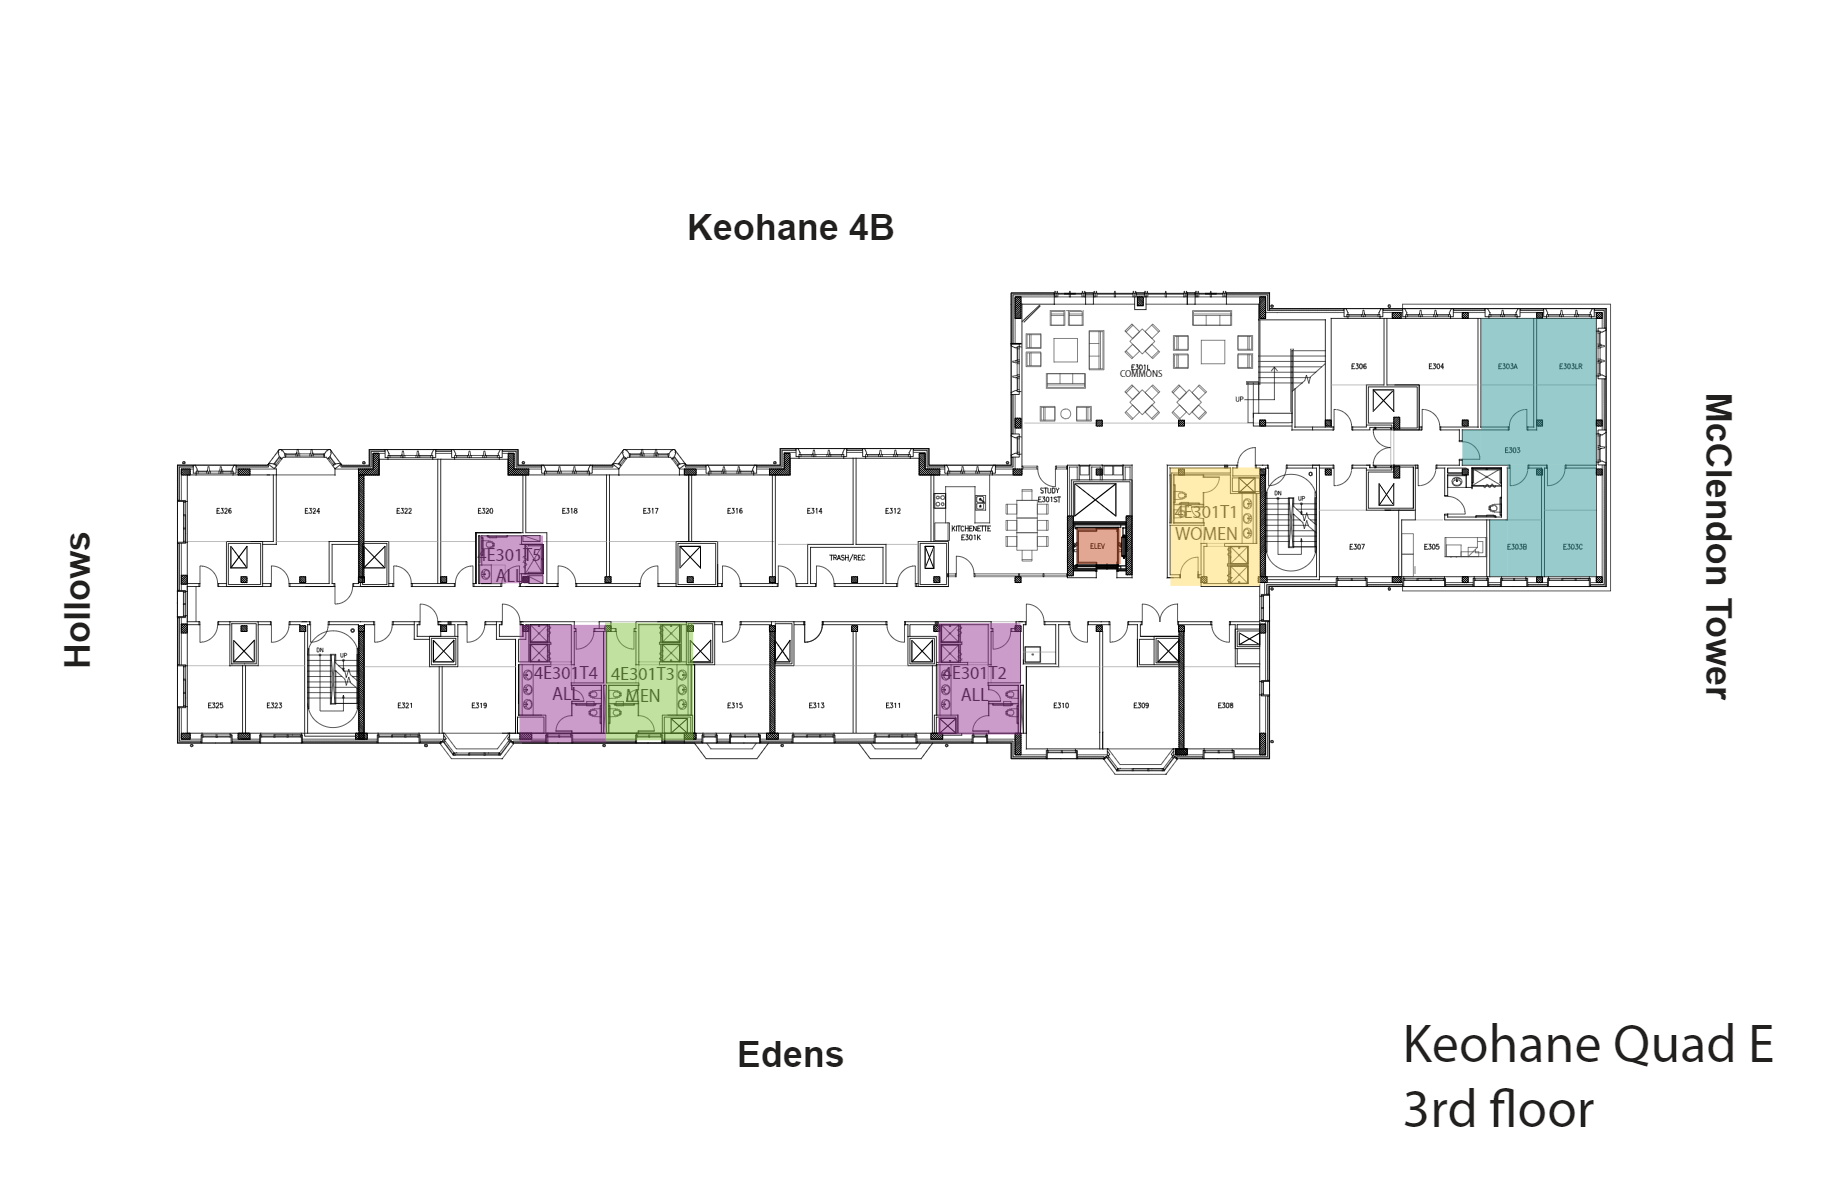 Keohane 4B
Hollows
McClendon Tower
Edens
Keohane Quad E
3rd floor
E301L
COMMONS
UP
E306
E304
E303A
E303LR
E303
E326
E324
E322
E320
E318
E317
E316
E314
E312
TRASH/REC
KITCHENETTE
E301K
STUDY
E301ST
ELEV
4E301T1
WOMEN
DN
UP
E307
E305
E303B
E303C
4E301T5
ALL
E325
E323
DN
UP
E321
E319
4E301T4
ALL
4E301T3
MEN
E315
E313
E311
4E301T2
ALL
E310
E309
E308